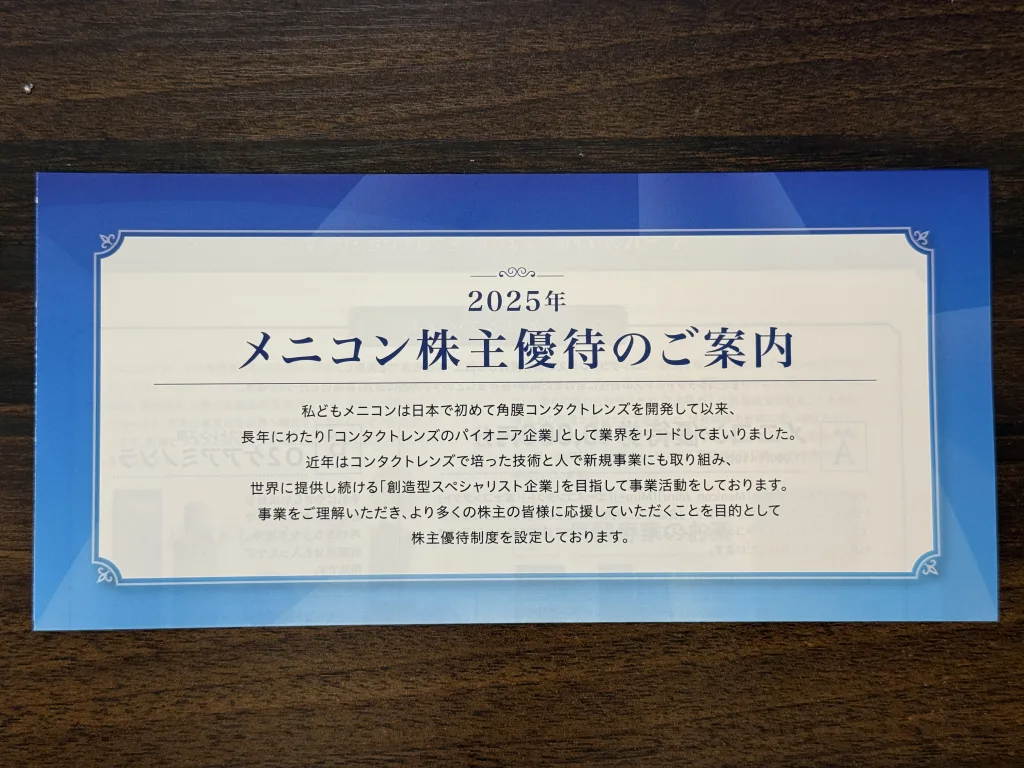 2025年
メニコン株主優待のご案内
私どもメニコンは日本で初めて角膜コンタクトレンズを開発して以来、
長年にわたり「コンタクトレンズのパイオニア企業」として業界をリードしてまいりました。
近年はコンタクトレンズで培った技術と人で新規事業にも取り組み、
世界に提供し続ける「創造型スペシャリスト企業」を目指して事業活動をしております。
事業をご理解いただき、より多くの株主の皆様に応援していただくことを目的として
株主優待制度を設定しております。